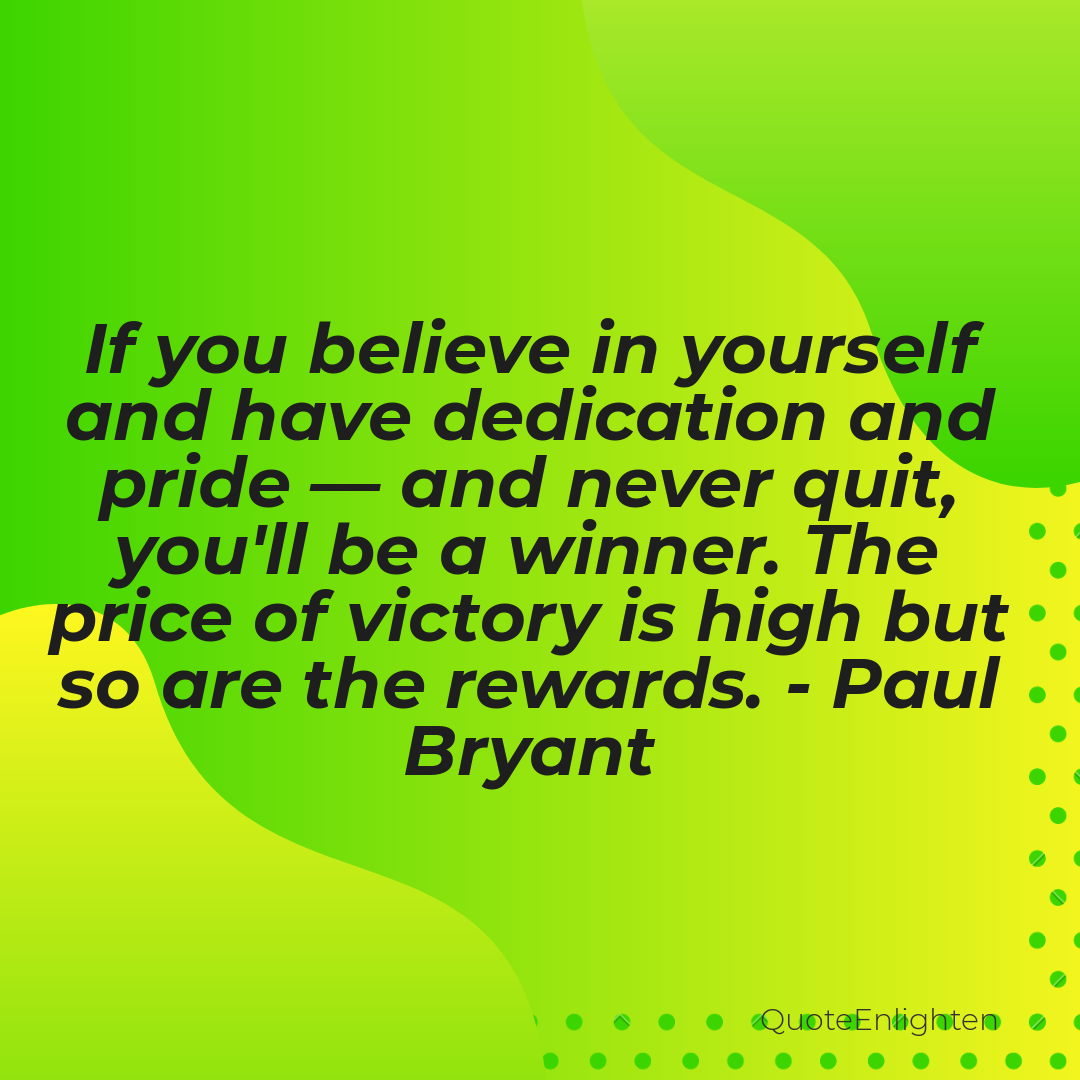 If you believe in yourself
and have dedication and
pride — and never quit,
you'll be a winner. The
price of victory is high but
so are the rewards. - Paul
Bryant
QuoteEnlighten